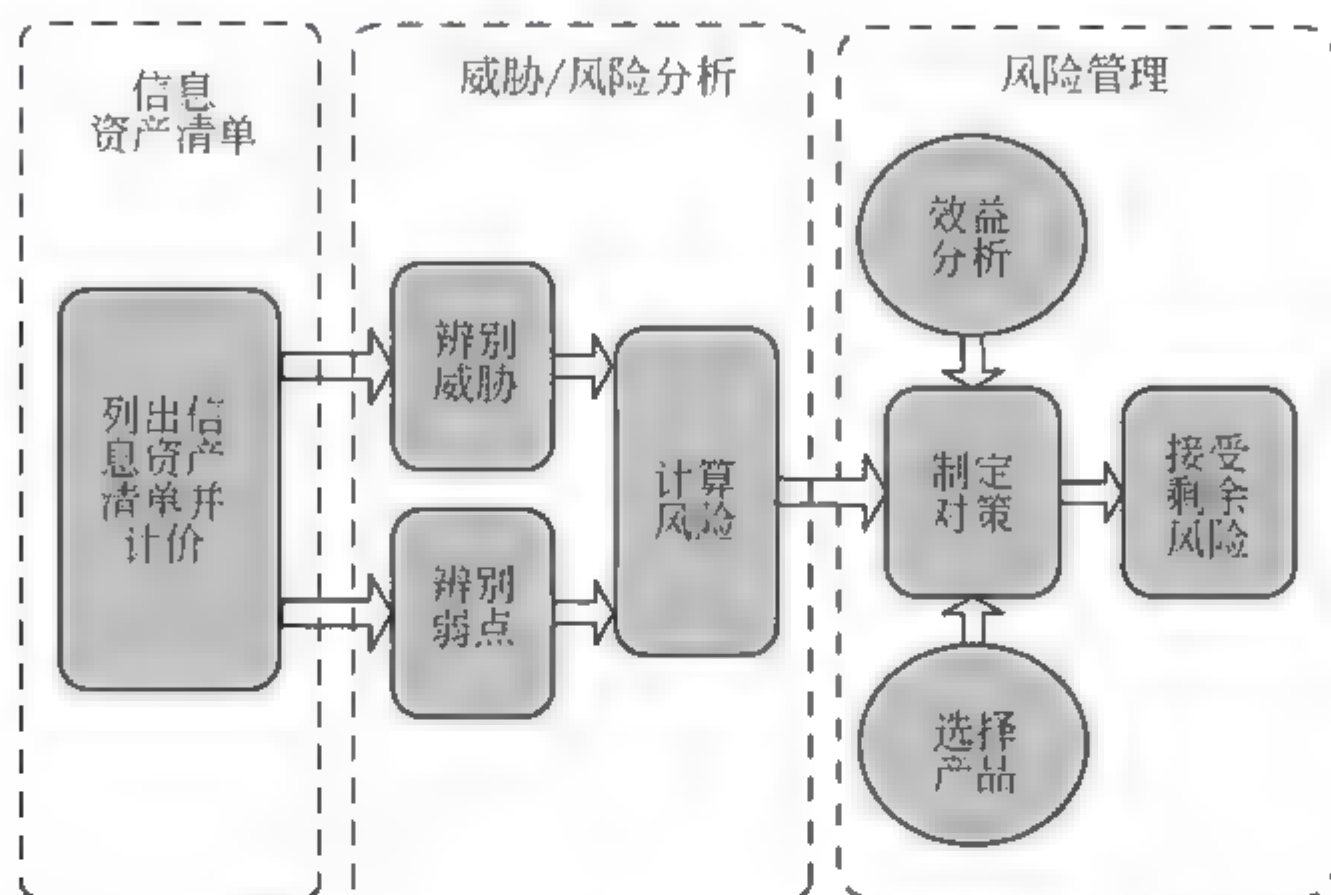 信息
资产清单
威胁/风险分析
风险管理
列出信
息资产
清单并
计价
辨别
威胁
辨别
弱点
计算
风险
效益
分析
制定
对策
选择
产品
接受
剩余
风险